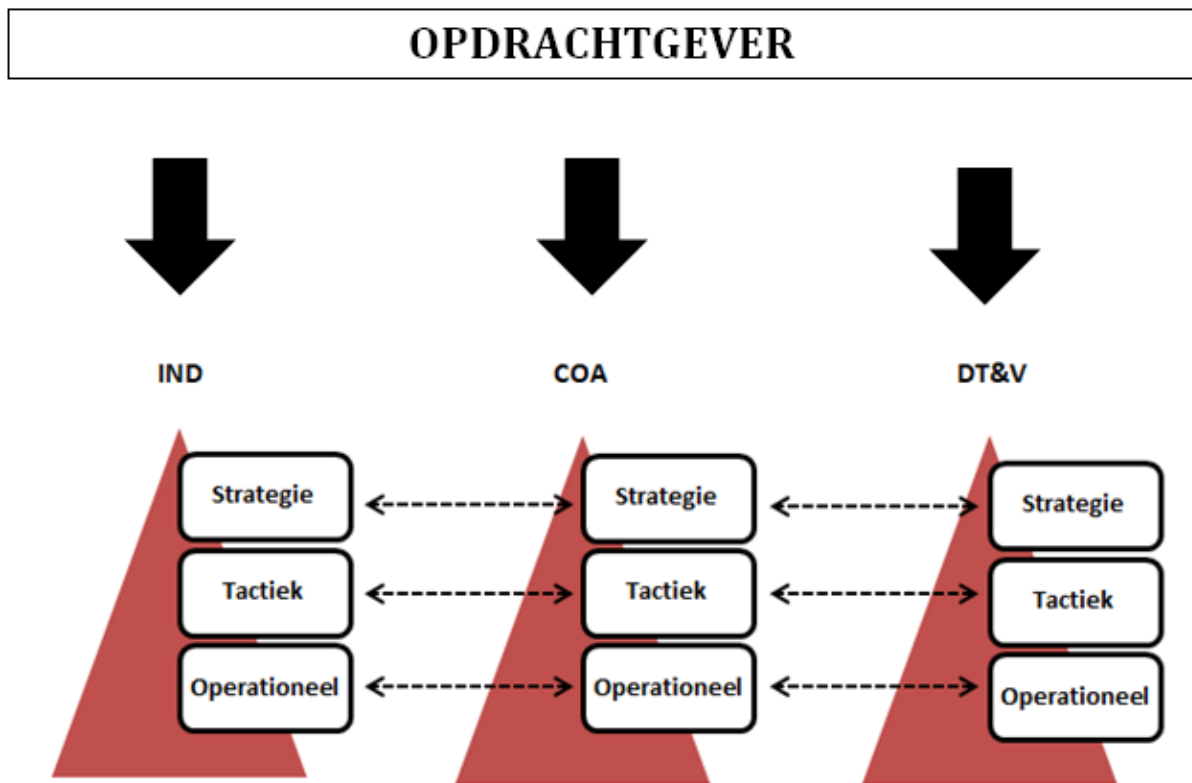 OPDRACHTGEVER
IND
COA
DT&V
Strategie
Strategie
Strategie
Tactiek
Tactiek
Tactiek
Operationeel
Operationeel
Operationeel